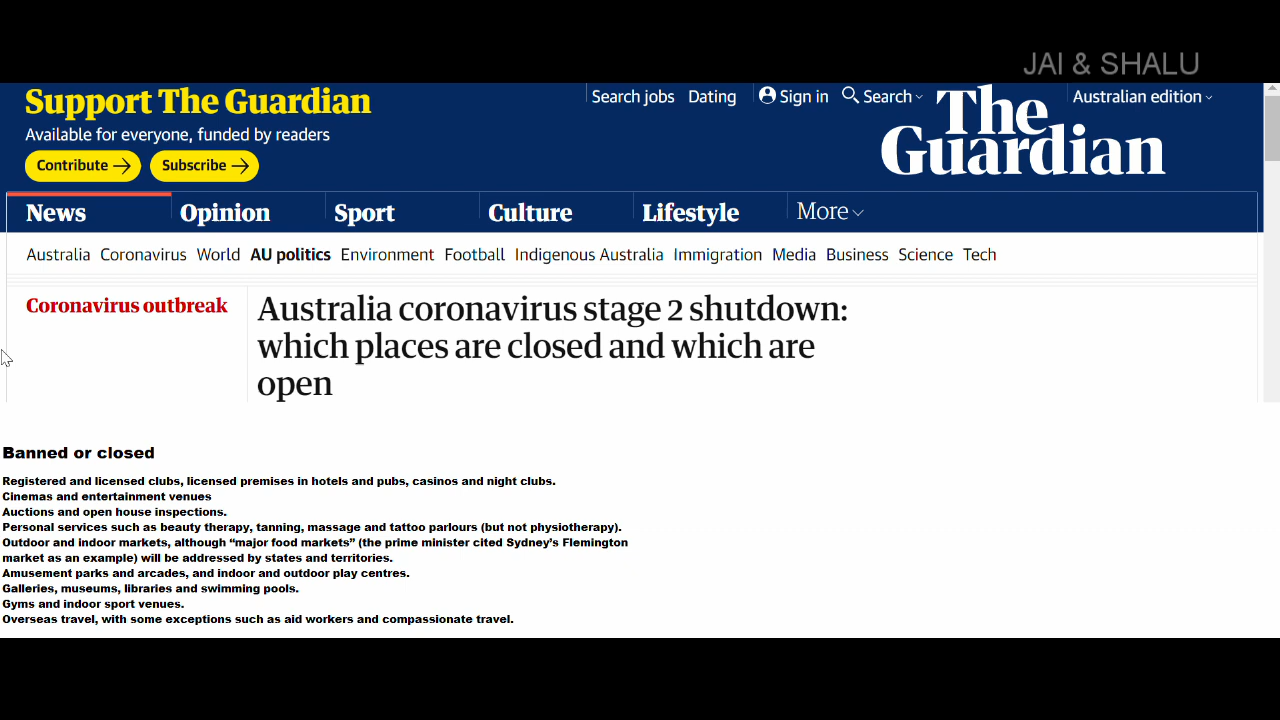 JAI & SHALU
Support The Guardian
Available for everyone, funded by readers
Contribute → Subscribe →
Search jobs Dating Sign in Search Australian edition
The Guardian
News Opinion Sport Culture Lifestyle More
Australia Coronavirus World AU politics Environment Football Indigenous Australia Immigration Media Business Science Tech
Coronavirus outbreak
Australia coronavirus stage 2 shutdown:
which places are closed and which are
open
Banned or closed
Registered and licensed clubs, licensed premises in hotels and pubs, casinos and night clubs.
Cinemas and entertainment venues
Auctions and open house inspections.
Personal services such as beauty therapy, tanning, massage and tattoo parlours (but not physiotherapy).
Outdoor and indoor markets, although “major food markets” (the prime minister cited Sydney’s Flemington
market as an example) will be addressed by states and territories.
Amusement parks and arcades, and indoor and outdoor play centres.
Galleries, museums, libraries and swimming pools.
Gyms and indoor sport venues.
Overseas travel, with some exceptions such as aid workers and compassionate travel.